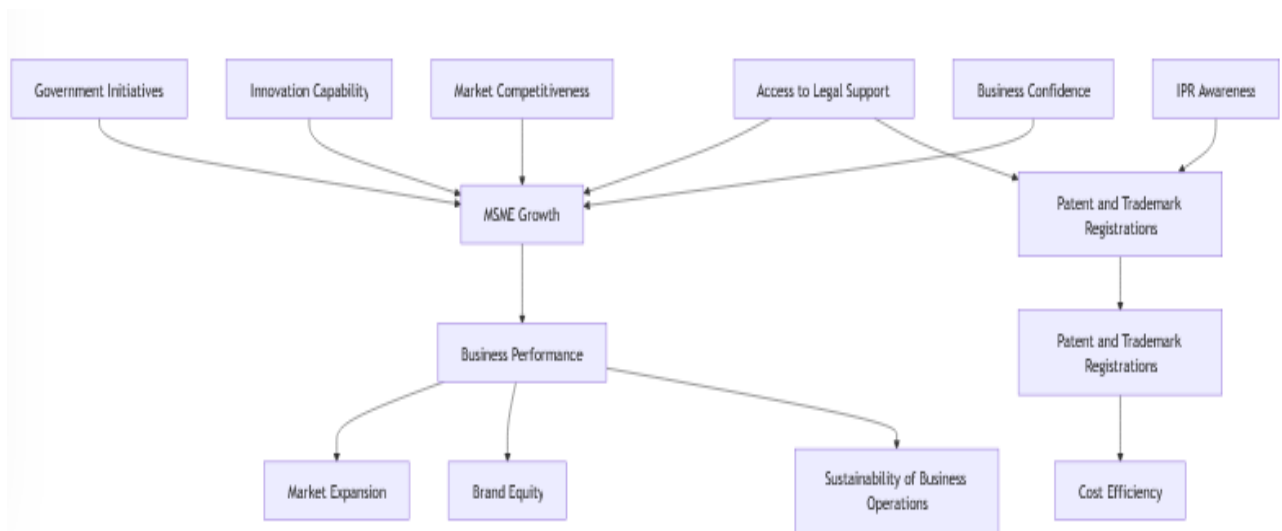 Government Initiatives
Innovation Capability
Market Competitiveness
Access to Legal Support
Business Confidence
IPR Awareness
MSME Growth
Patent and Trademark
Registrations
Business Performance
Patent and Trademark
Registrations
Market Expansion
Brand Equity
Sustainability of Business
Operations
Cost Efficiency